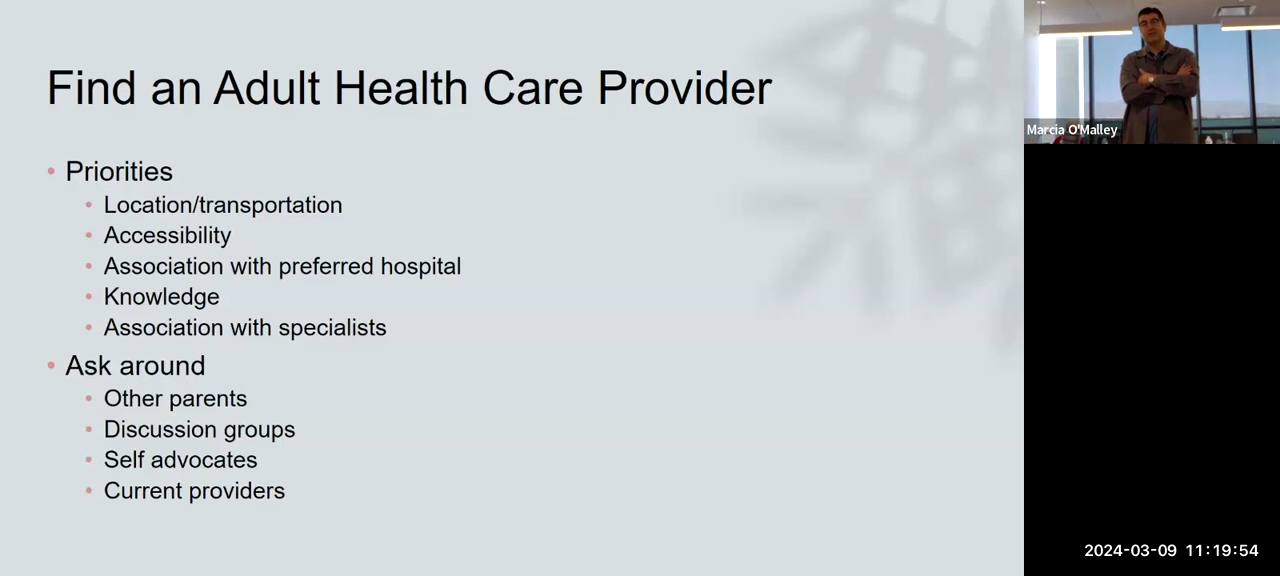 Find an Adult Health Care Provider
Priorities
Location/transportation
Accessibility
Association with preferred hospital
Knowledge
Association with specialists
Ask around
Other parents
Discussion groups
Self advocates
Current providers
Marcia O'Malley
2024-03-09 11:19:54